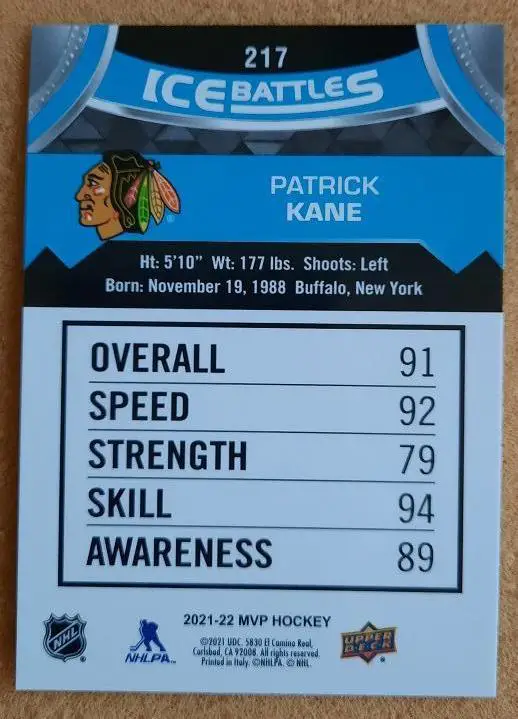 217
ICE BATTLES
PATRICK
KANE
Ht: 5'10" Wt: 177 lbs. Shoots: Left
Born: November 19, 1988 Buffalo, New York
OVERALL 91
SPEED 92
STRENGTH 79
SKILL 94
AWARENESS 89
2021-22 MVP HOCKEY
©2021 UDC. 5830 El Camino Real,
Carlsbad, CA 92008. All rights reserved.
Printed in Italy. ©NHLPA. © NHL.
NHL
NHLPA
UPPER
DECK